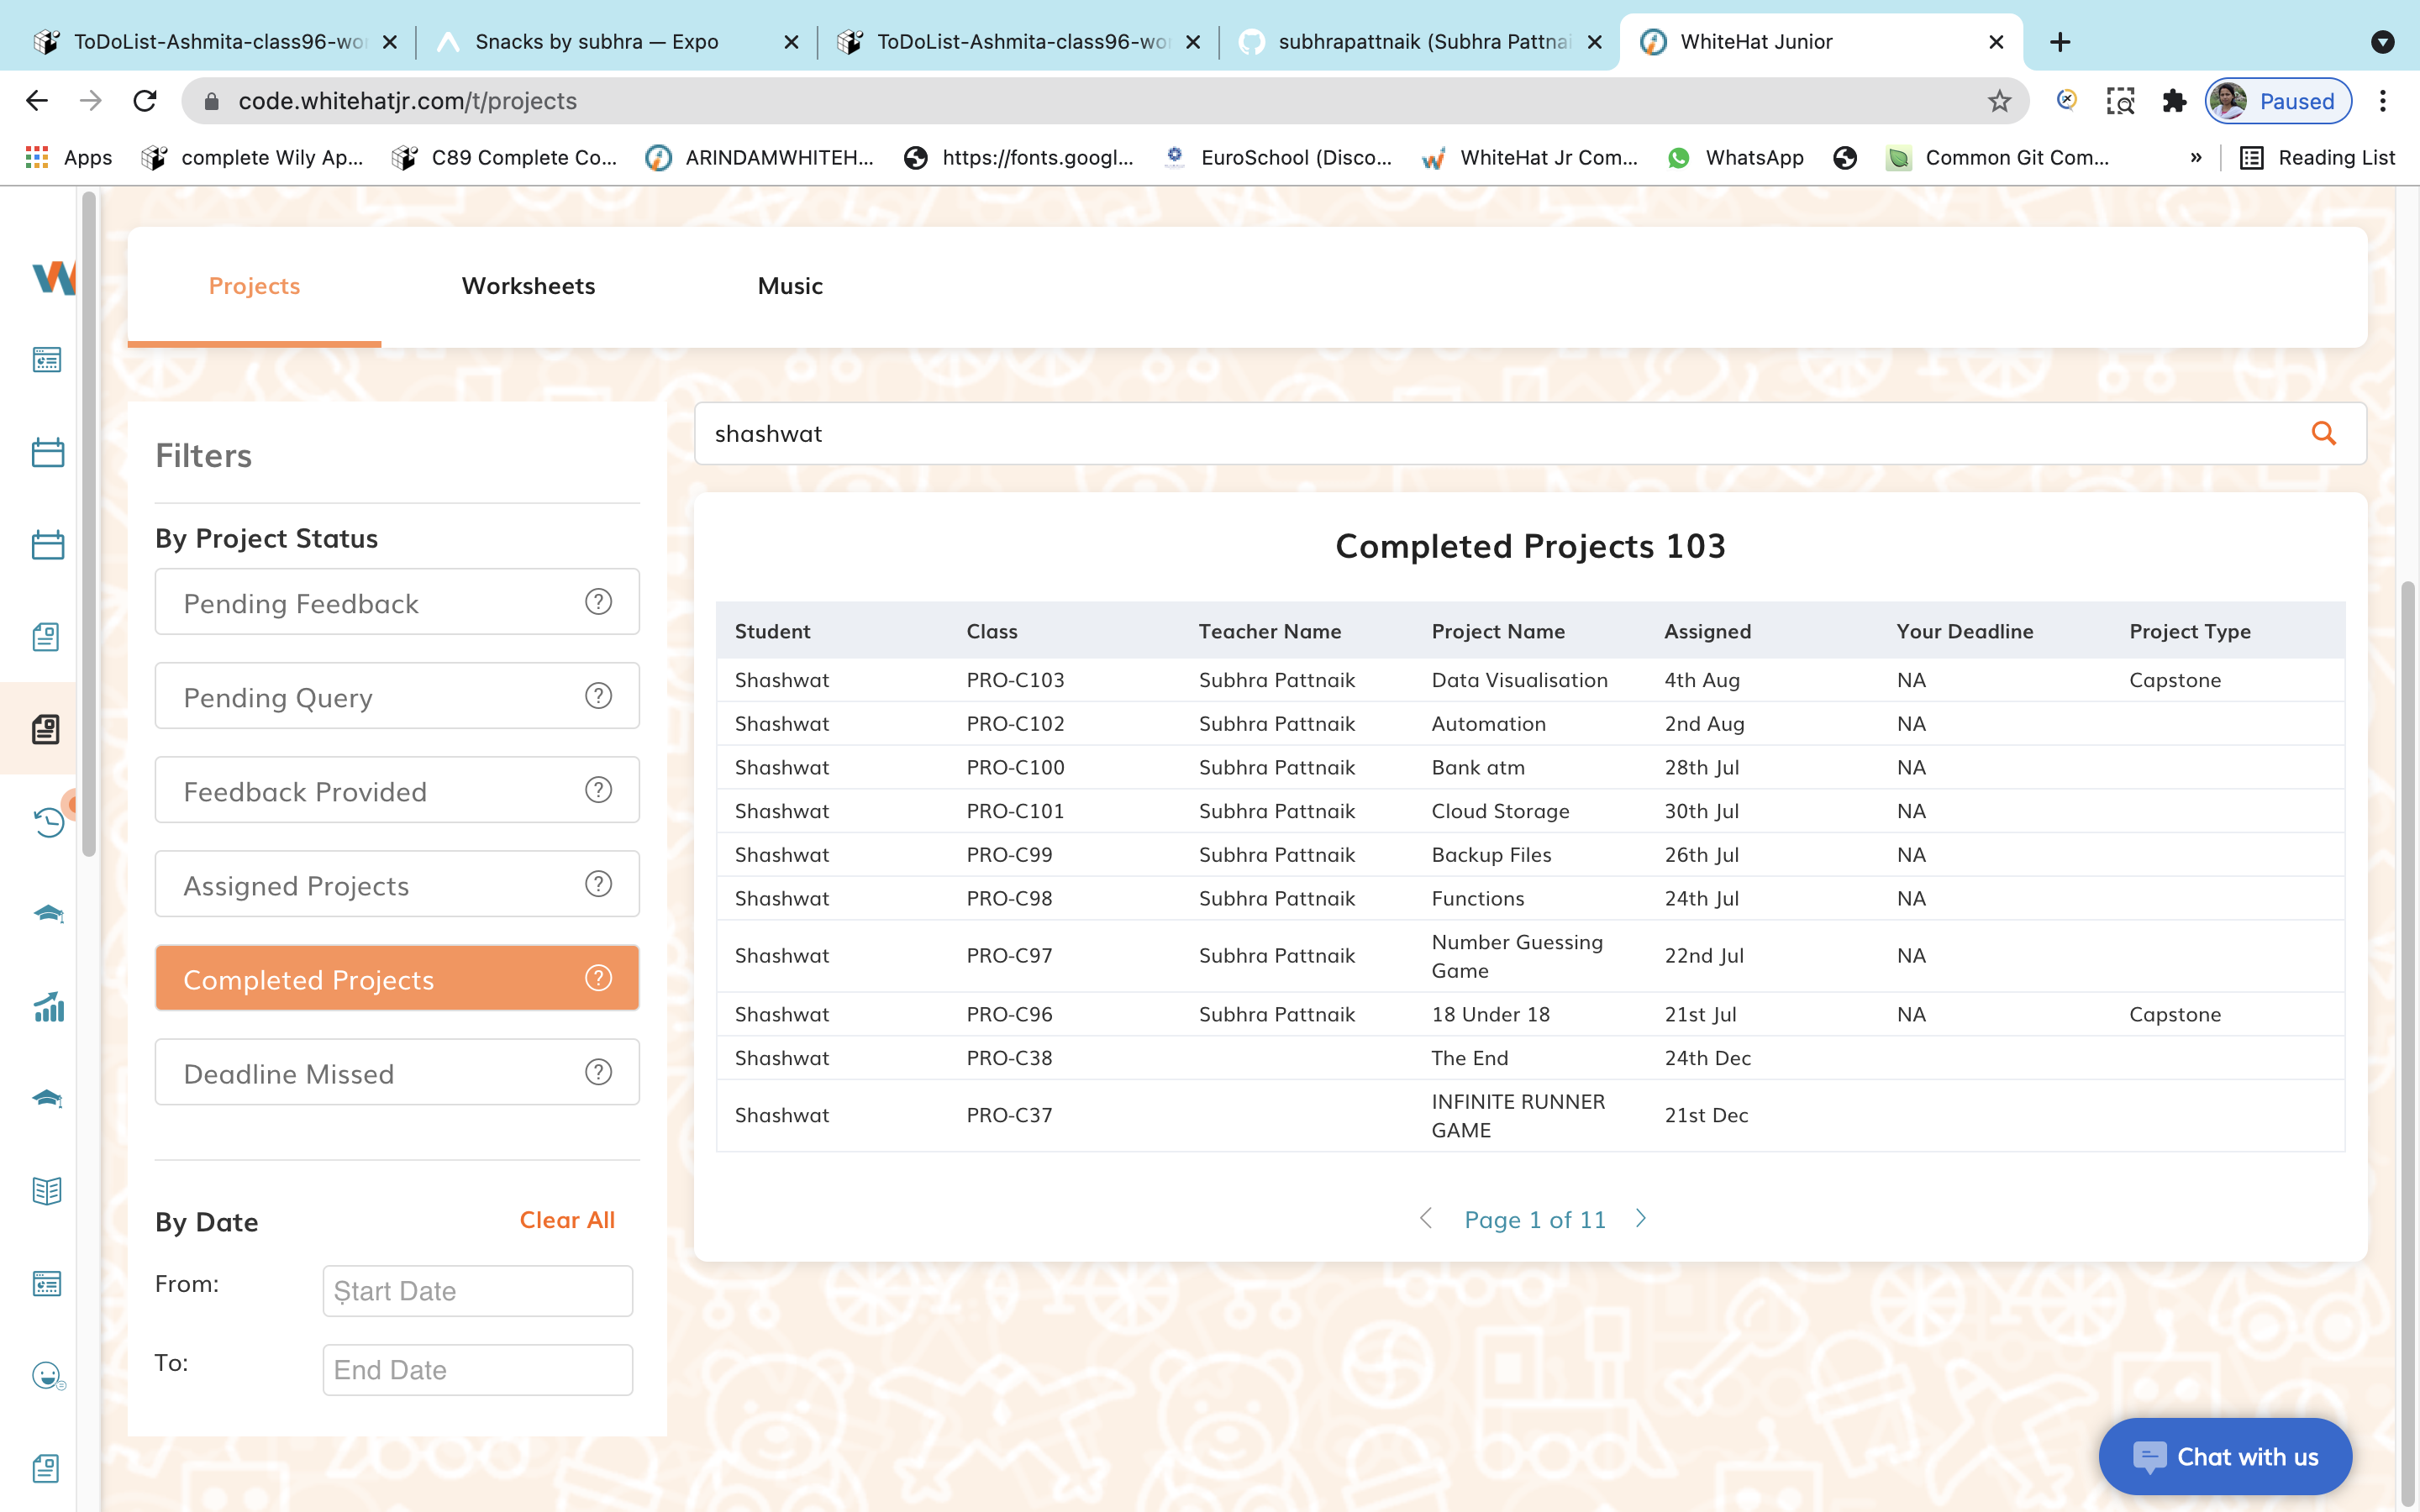 ToDoList-Ashmita-class96-wo
Snacks by subhra — Expo
ToDoList-Ashmita-class96-wo
subhrapattnaik (Subhra Pattnai
WhiteHat Junior
code.whitehatjr.com/t/projects
Paused
Apps
complete Wily Ap...
C89 Complete Co...
ARINDAMWHITEH...
https://fonts.googl...
EuroSchool (Disco...
WhiteHat Jr Com...
WhatsApp
Common Git Com...
»
Reading List
Projects
Worksheets
Music
Filters
By Project Status
Pending Feedback ?
Pending Query ?
Feedback Provided ?
Assigned Projects ?
Completed Projects ?
Deadline Missed ?
By Date Clear All
From: Start Date
To: End Date
shashwat
Completed Projects 103
Student Class Teacher Name Project Name Assigned Your Deadline Project Type
Shashwat PRO-C103 Subhra Pattnaik Data Visualisation 4th Aug NA Capstone
Shashwat PRO-C102 Subhra Pattnaik Automation 2nd Aug NA
Shashwat PRO-C100 Subhra Pattnaik Bank atm 28th Jul NA
Shashwat PRO-C101 Subhra Pattnaik Cloud Storage 30th Jul NA
Shashwat PRO-C99 Subhra Pattnaik Backup Files 26th Jul NA
Shashwat PRO-C98 Subhra Pattnaik Functions 24th Jul NA
Shashwat PRO-C97 Subhra Pattnaik Number Guessing Game 22nd Jul NA
Shashwat PRO-C96 Subhra Pattnaik 18 Under 18 21st Jul NA Capstone
Shashwat PRO-C38 The End 24th Dec
Shashwat PRO-C37 INFINITE RUNNER GAME 21st Dec
Page 1 of 11
Chat with us